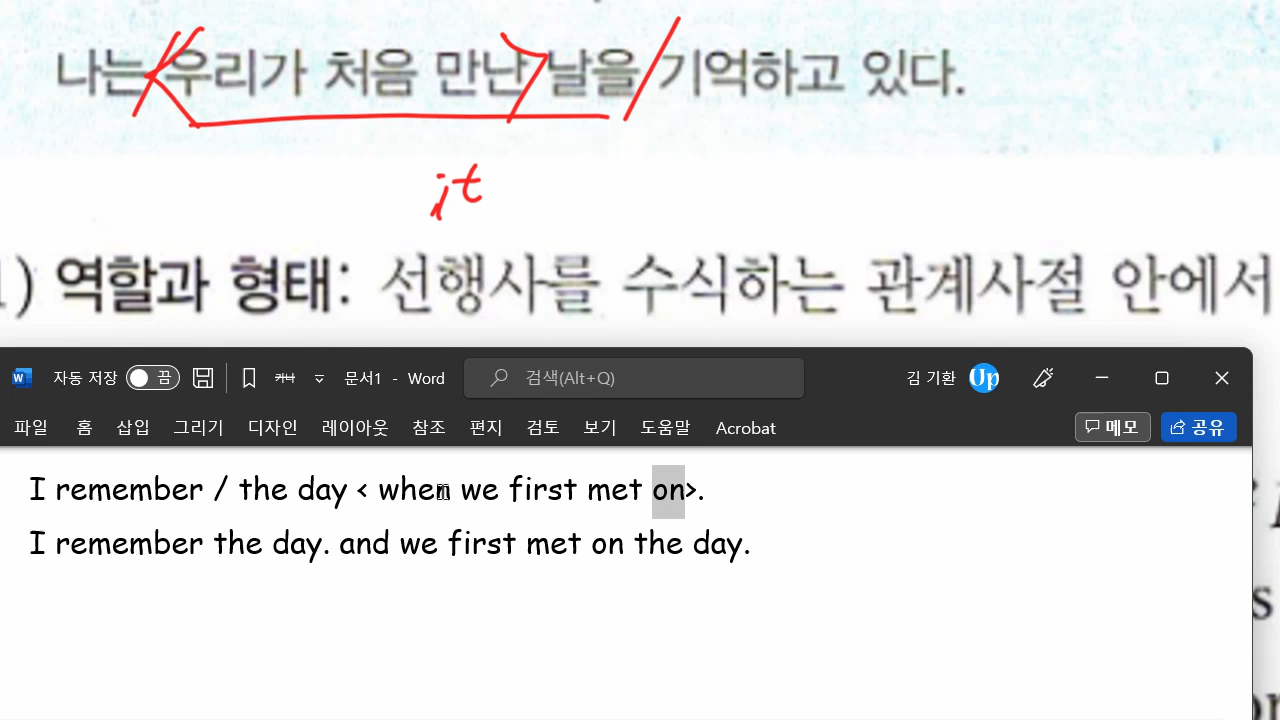 나는 우리가 처음 만난 날을 기억하고 있다.
it
1) 역할과 형태: 선행사를 수식하는 관계사절 안에서
자동 저장 끔 문서1 - Word 검색(Alt+Q) 김 기환 Up
파일 홈 삽입 그리기 디자인 레이아웃 참조 편지 검토 보기 도움말 Acrobat 메모 공유
I remember / the day < when we first met on>.
I remember the day. and we first met on the day.